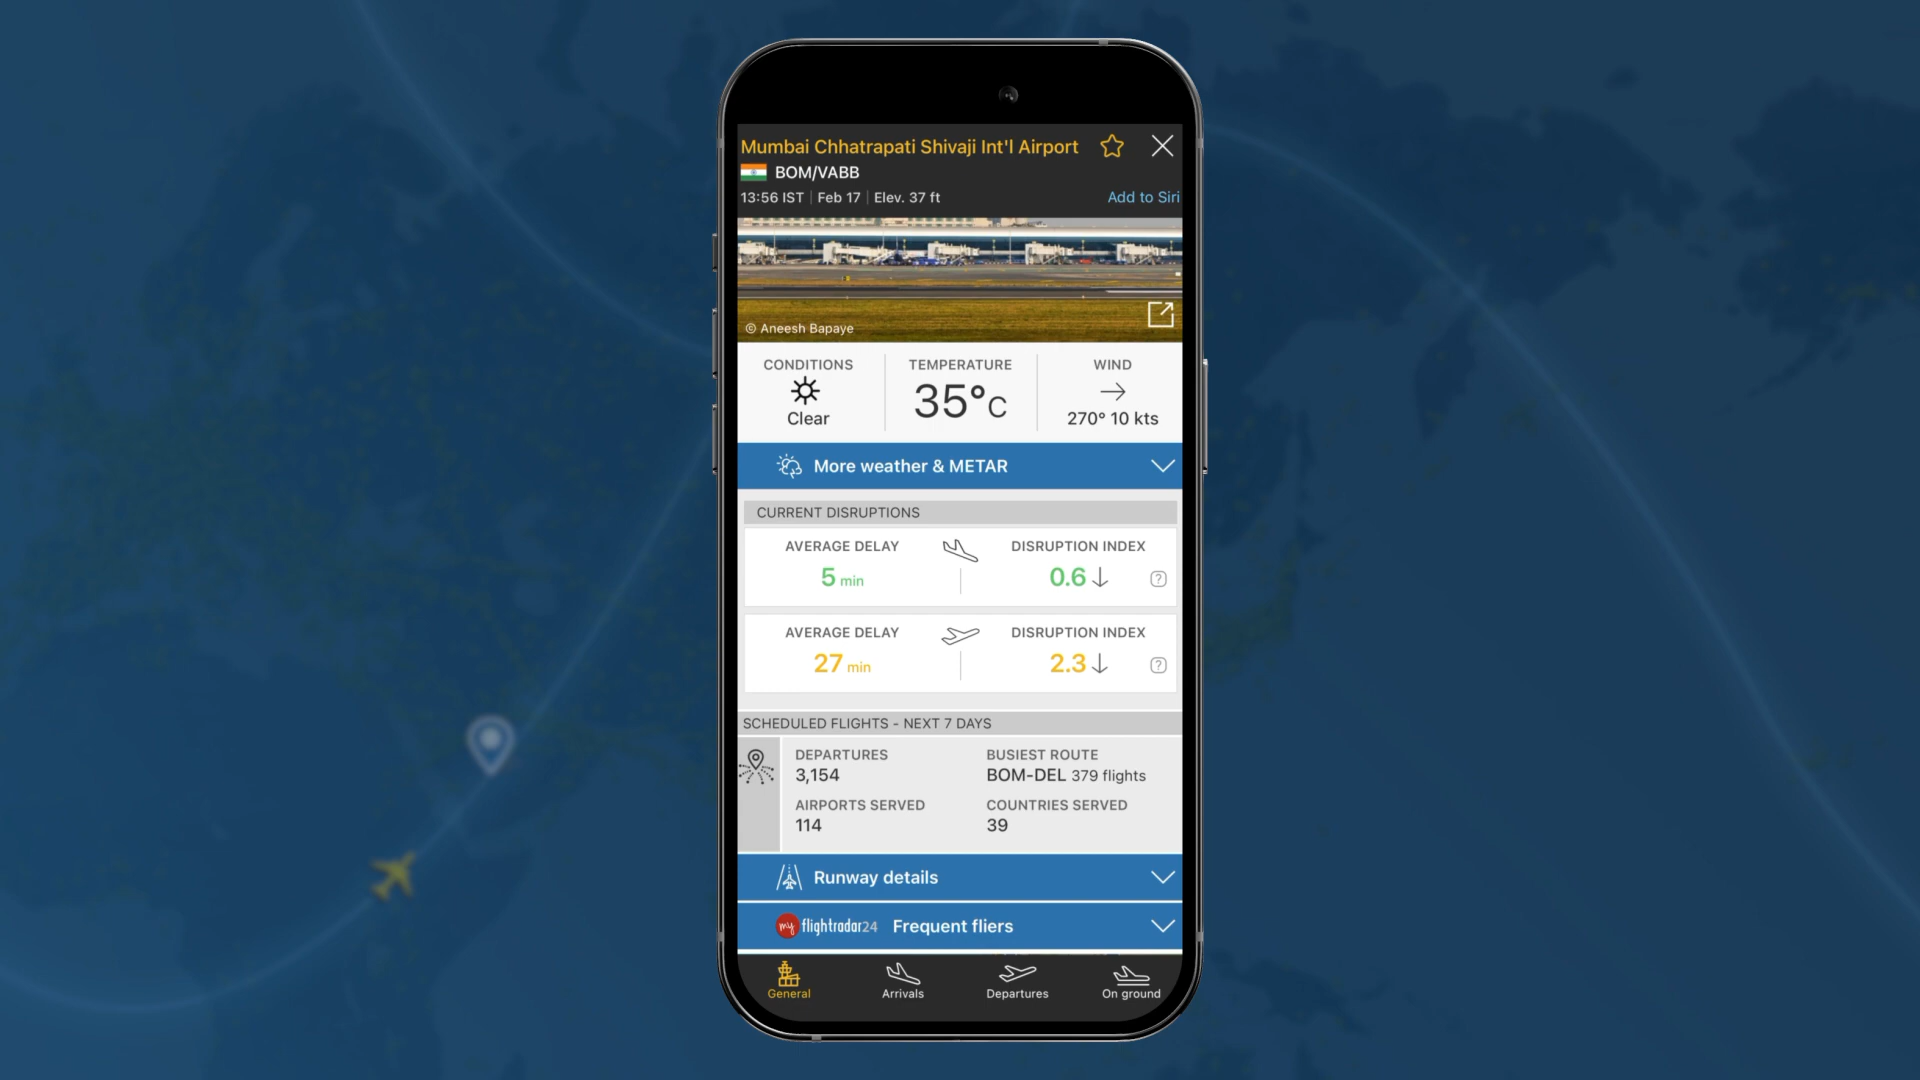 Mumbai Chhatrapati Shivaji Int'l Airport
BOM/VABB
13:56 IST | Feb 17 | Elev. 37 ft Add to Siri
© Aneesh Bapaye
CONDITIONS TEMPERATURE WIND
35°C
Clear 270° 10 kts
More weather & METAR
CURRENT DISRUPTIONS
AVERAGE DELAY DISRUPTION INDEX
5 min 0.6 ↓ ?
AVERAGE DELAY DISRUPTION INDEX
27 min 2.3 ↓ ?
SCHEDULED FLIGHTS - NEXT 7 DAYS
DEPARTURES BUSIEST ROUTE
3,154 BOM-DEL 379 flights
AIRPORTS SERVED COUNTRIES SERVED
114 39
Runway details
my flightradar24 Frequent fliers
General Arrivals Departures On ground